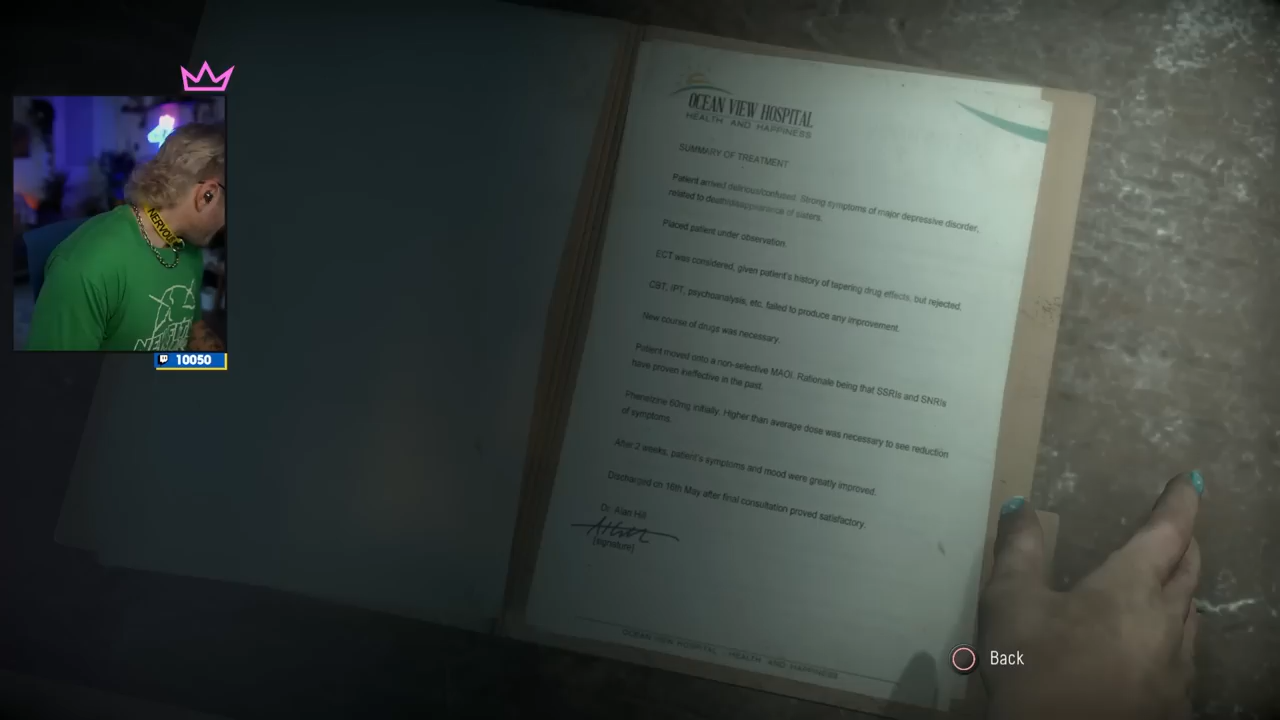 OCEAN VIEW HOSPITAL
HEALTH AND HAPPINESS
SUMMARY OF TREATMENT
Patient arrived delirious/confused. Strong symptoms of major depressive disorder,
related to death/disappearance of sisters.
Placed patient under observation.
ECT was considered, given patient's history of tapering drug effects, but rejected.
CBT, IPT, psychoanalysis, etc. failed to produce any improvement.
New course of drugs was necessary.
Patient moved onto a non-selective MAOI. Rationale being that SSRIs and SNRIs
have proven ineffective in the past.
Phenelzine 60mg initially. Higher than average dose was necessary to see reduction
of symptoms.
After 2 weeks, patient's symptoms and mood were greatly improved.
Discharged on 16th May after final consultation proved satisfactory.
Dr. Alan Hill
[signature]
OCEAN VIEW HOSPITAL - HEALTH AND HAPPINESS
NERVOUS
10050
Back